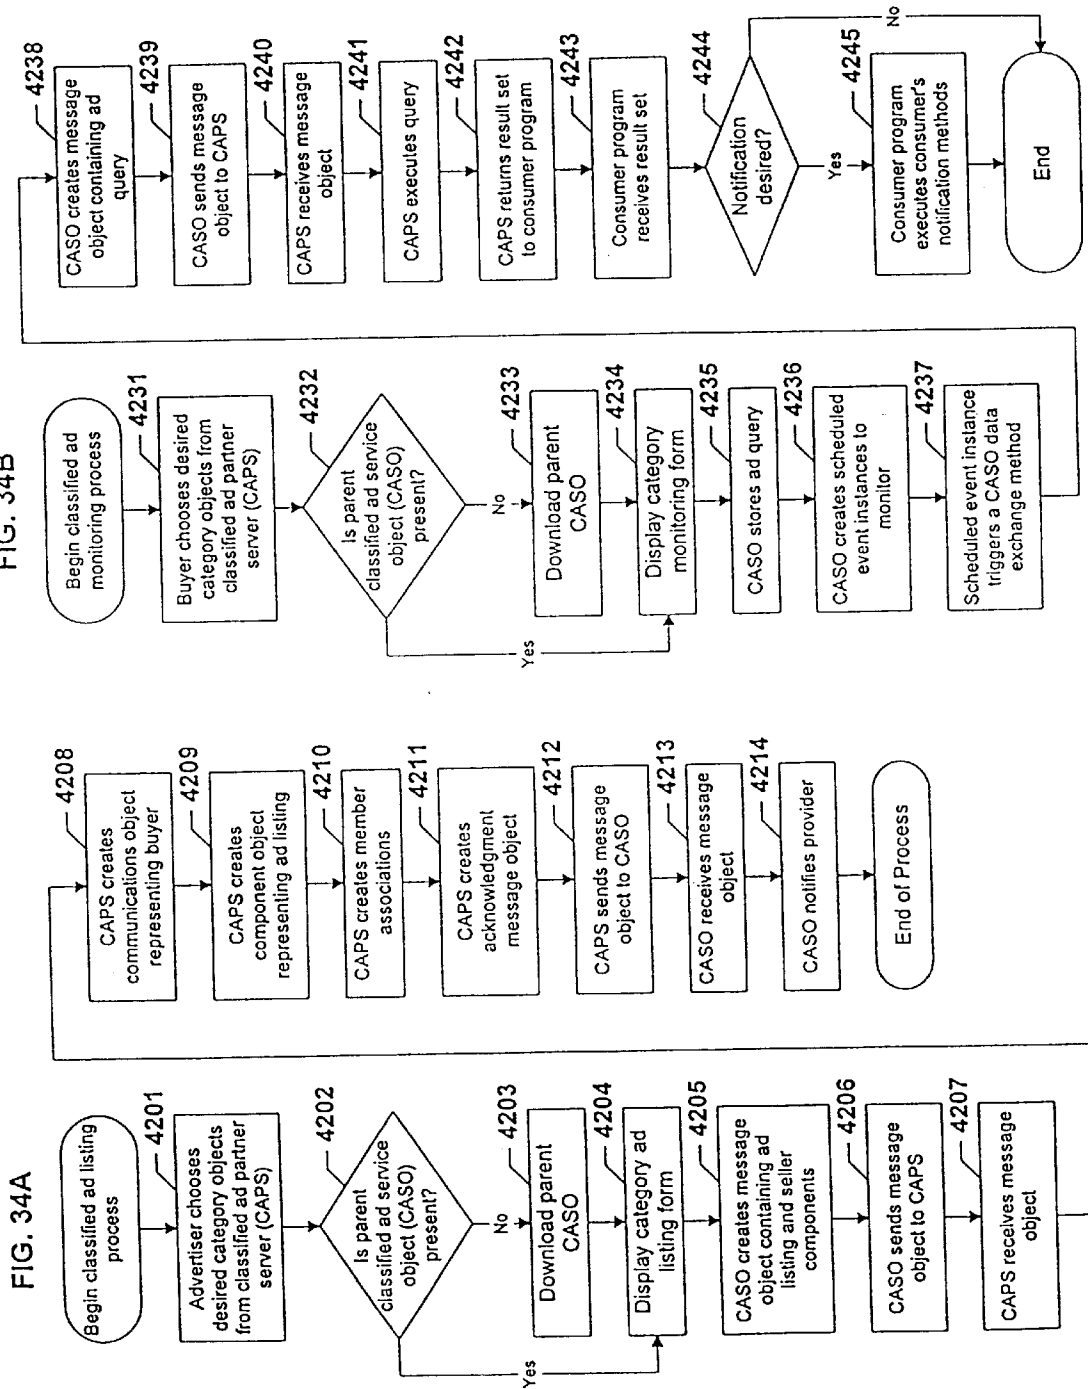 FIG. 34A
Begin classified ad listing
process
4201
Advertiser chooses
desired category objects
from classified ad partner
server (CAPS)
4202
Is parent
classified ad service
object (CASO)
present?
No
Yes
4203
Download parent
CASO
4204
Display category ad
listing form
4205
CASO creates message
object containing ad
listing and seller
components
4206
CASO sends message
object to CAPS
4207
CAPS receives message
object
4208
CAPS creates
communications object
representing buyer
4209
CAPS creates
component object
representing ad listing
4210
CAPS creates member
associations
4211
CAPS creates
acknowledgment
message object
4212
CAPS sends message
object to CASO
4213
CASO receives message
object
4214
CASO notifies provider
End of Process
FIG. 34B
Begin classified ad
monitoring process
4231
Buyer chooses desired
category objects from
classified ad partner
server (CAPS)
4232
Is parent
classified ad service
object (CASO)
present?
No
Yes
4233
Download parent
CASO
4234
Display category
monitoring form
4235
CASO stores ad query
4236
CASO creates scheduled
event instances to
monitor
4237
Scheduled event instance
triggers a CASO data
exchange method
4238
CASO creates message
object containing ad
query
4239
CASO sends message
object to CAPS
4240
CAPS receives message
object
4241
CAPS executes query
4242
CAPS returns result set
to consumer program
4243
Consumer program
receives result set
4244
Notification
desired?
No
Yes
4245
Consumer program
executes consumer's
notification methods
End